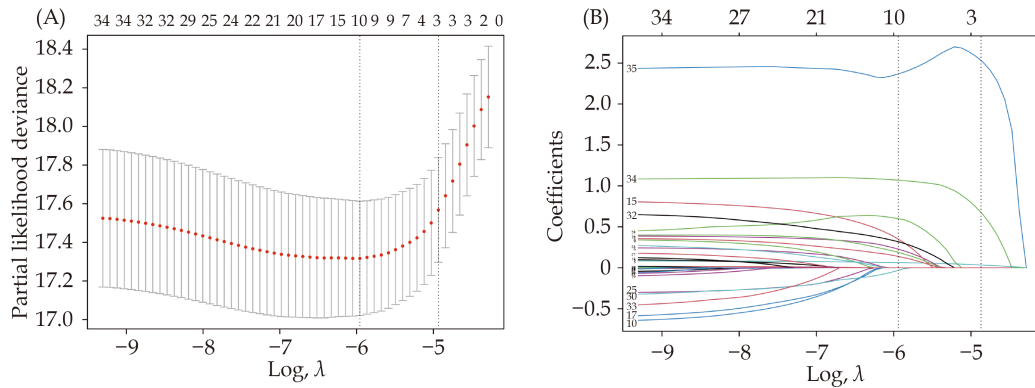 (A)
34 34 32 32 29 25 24 22 22 21 20 17 15 10 9 9 7 4 3 3 2 0
Partial likelihood deviance
18.4
18.2
18.0
17.8
17.6
17.4
17.2
17.0
−9 −8 −7 −6 −5
Log, λ
(B)
34 27 21 10 3
Coefficients
2.5
2.0
1.5
1.0
0.5
0
−0.5
35
34
15
32
25
30
33
17
10
−9 −8 −7 −6 −5
Log, λ